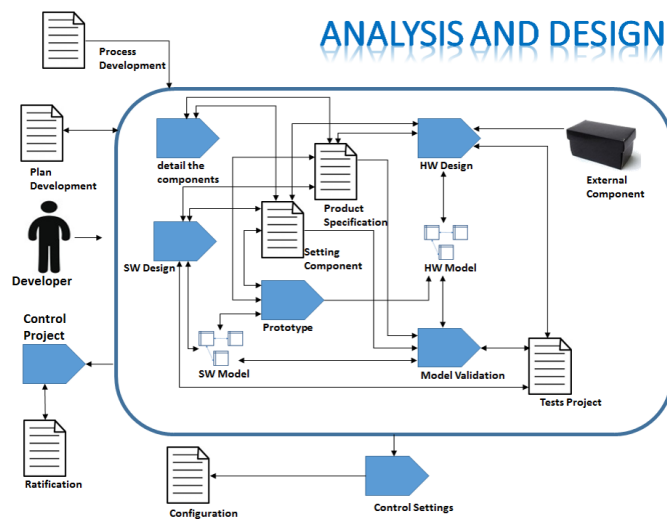 ANALYSIS AND DESIGN
Process
Development
Plan
Development
detail the
components
HW Design
External
Component
Product
Specification
Developer
SW Design
Setting
Component
HW Model
Control
Project
Prototype
SW Model
Model Validation
Tests Project
Ratification
Configuration
Control Settings